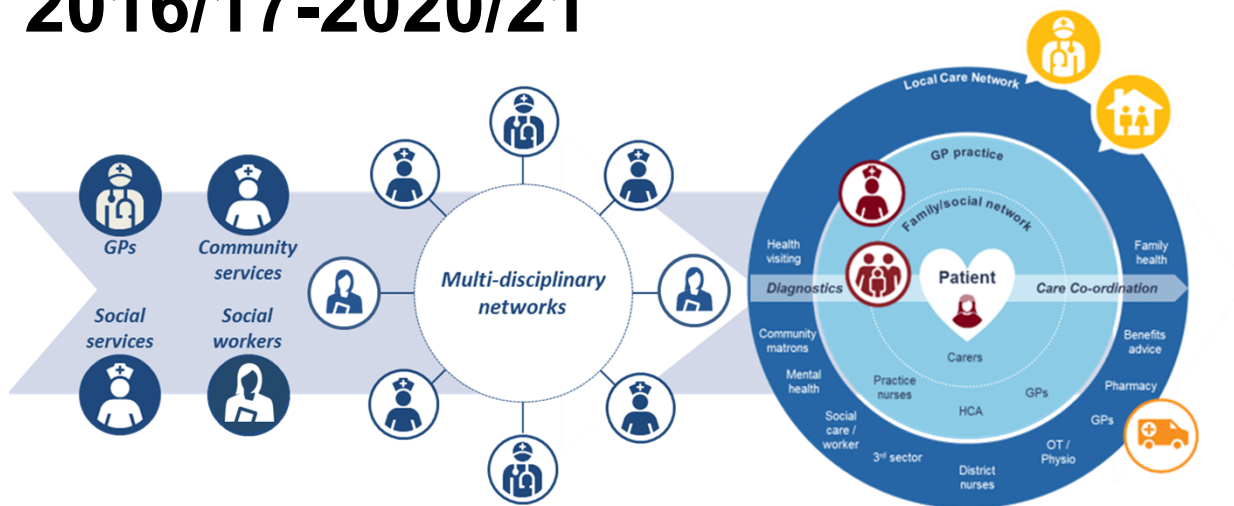 2016/17-2020/21
GPs
Community
services
Social
services
Social
workers
Multi-disciplinary
networks
Local Care Network
GP practice
Family/social network
Patient
Diagnostics
Care Co-ordination
Health
visiting
Family
health
Community
matrons
Benefits
advice
Mental
health
Pharmacy
Carers
Practice
nurses
GPs
HCA
Social
care /
worker
GPs
3rd sector
OT /
Physio
District
nurses